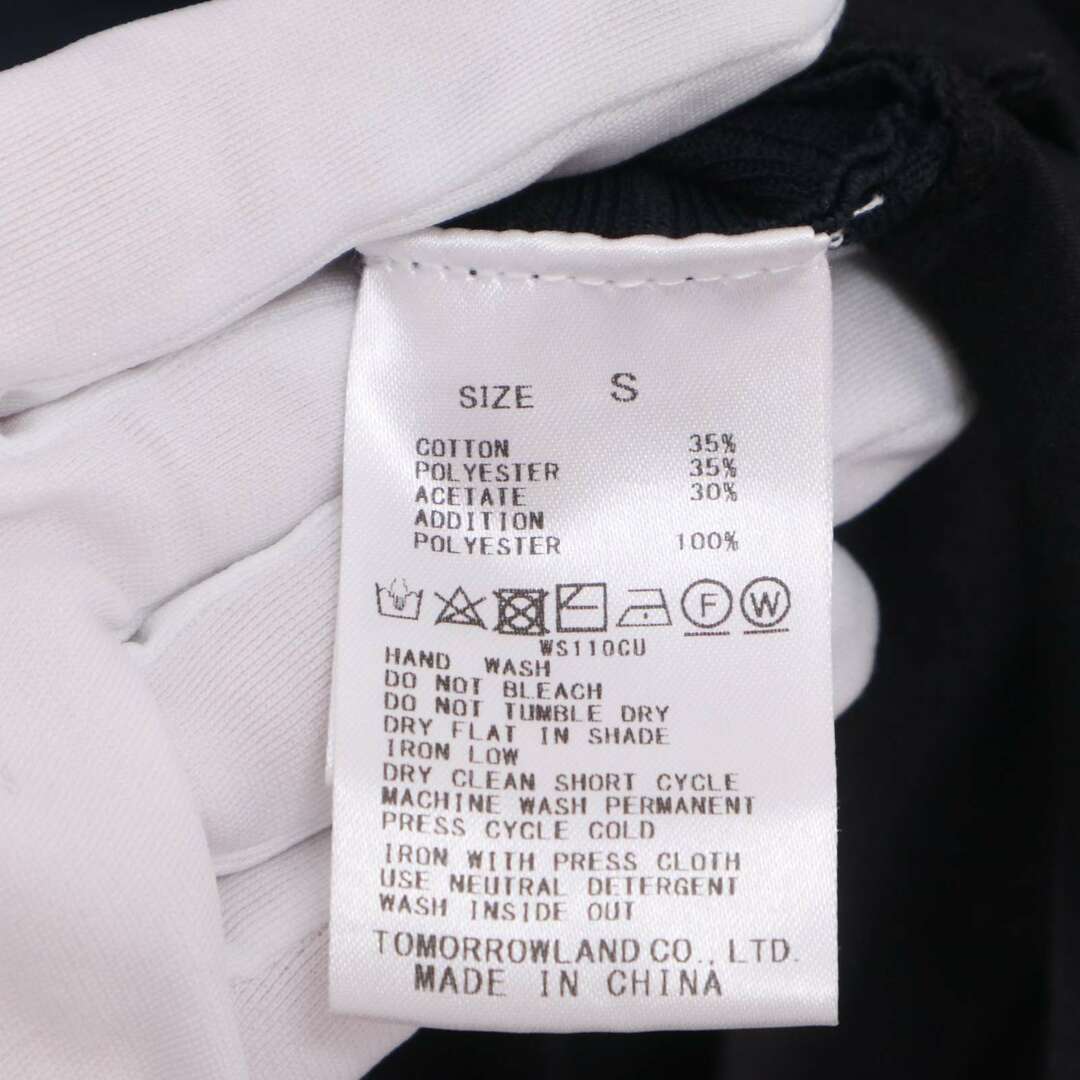 SIZE S
COTTON 35%
POLYESTER 35%
ACETATE 30%
ADDITION
POLYESTER 100%
F W
WS110CU
HAND WASH
DO NOT BLEACH
DO NOT TUMBLE DRY
DRY FLAT IN SHADE
IRON LOW
DRY CLEAN SHORT CYCLE
MACHINE WASH PERMANENT
PRESS CYCLE COLD
IRON WITH PRESS CLOTH
USE NEUTRAL DETERGENT
WASH INSIDE OUT
TOMORROWLAND CO., LTD.
MADE IN CHINA